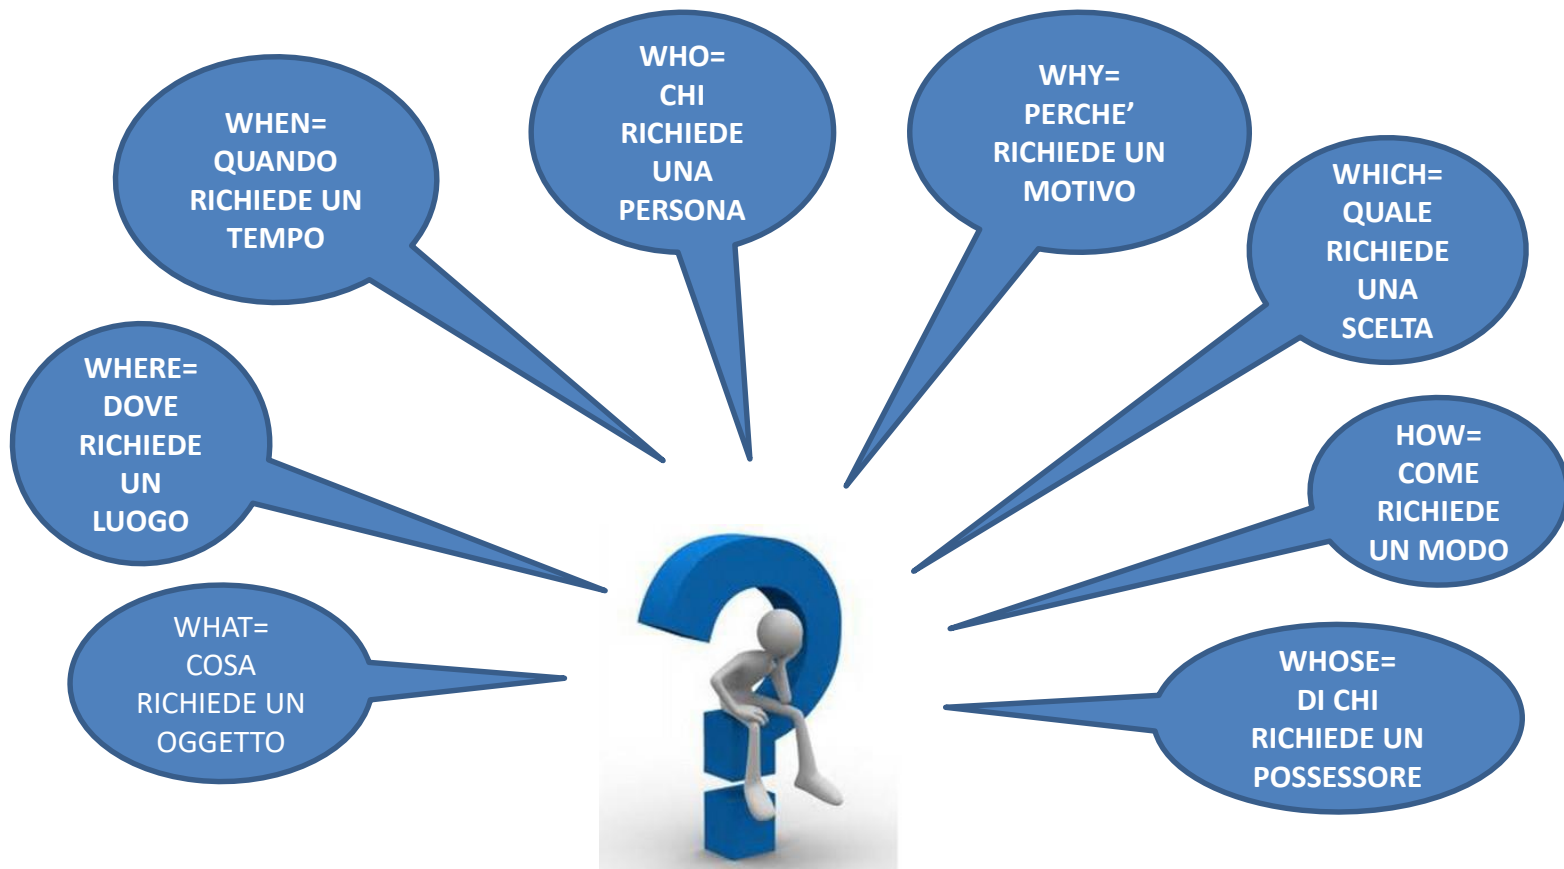 WHO=
CHI
RICHIEDE
UNA
PERSONA
WHY=
PERCHE’
RICHIEDE UN
MOTIVO
WHEN=
QUANDO
RICHIEDE UN
TEMPO
WHICH=
QUALE
RICHIEDE
UNA
SCELTA
WHERE=
DOVE
RICHIEDE
UN
LUOGO
HOW=
COME
RICHIEDE
UN MODO
WHAT=
COSA
RICHIEDE UN
OGGETTO
WHOSE=
DI CHI
RICHIEDE UN
POSSESSORE